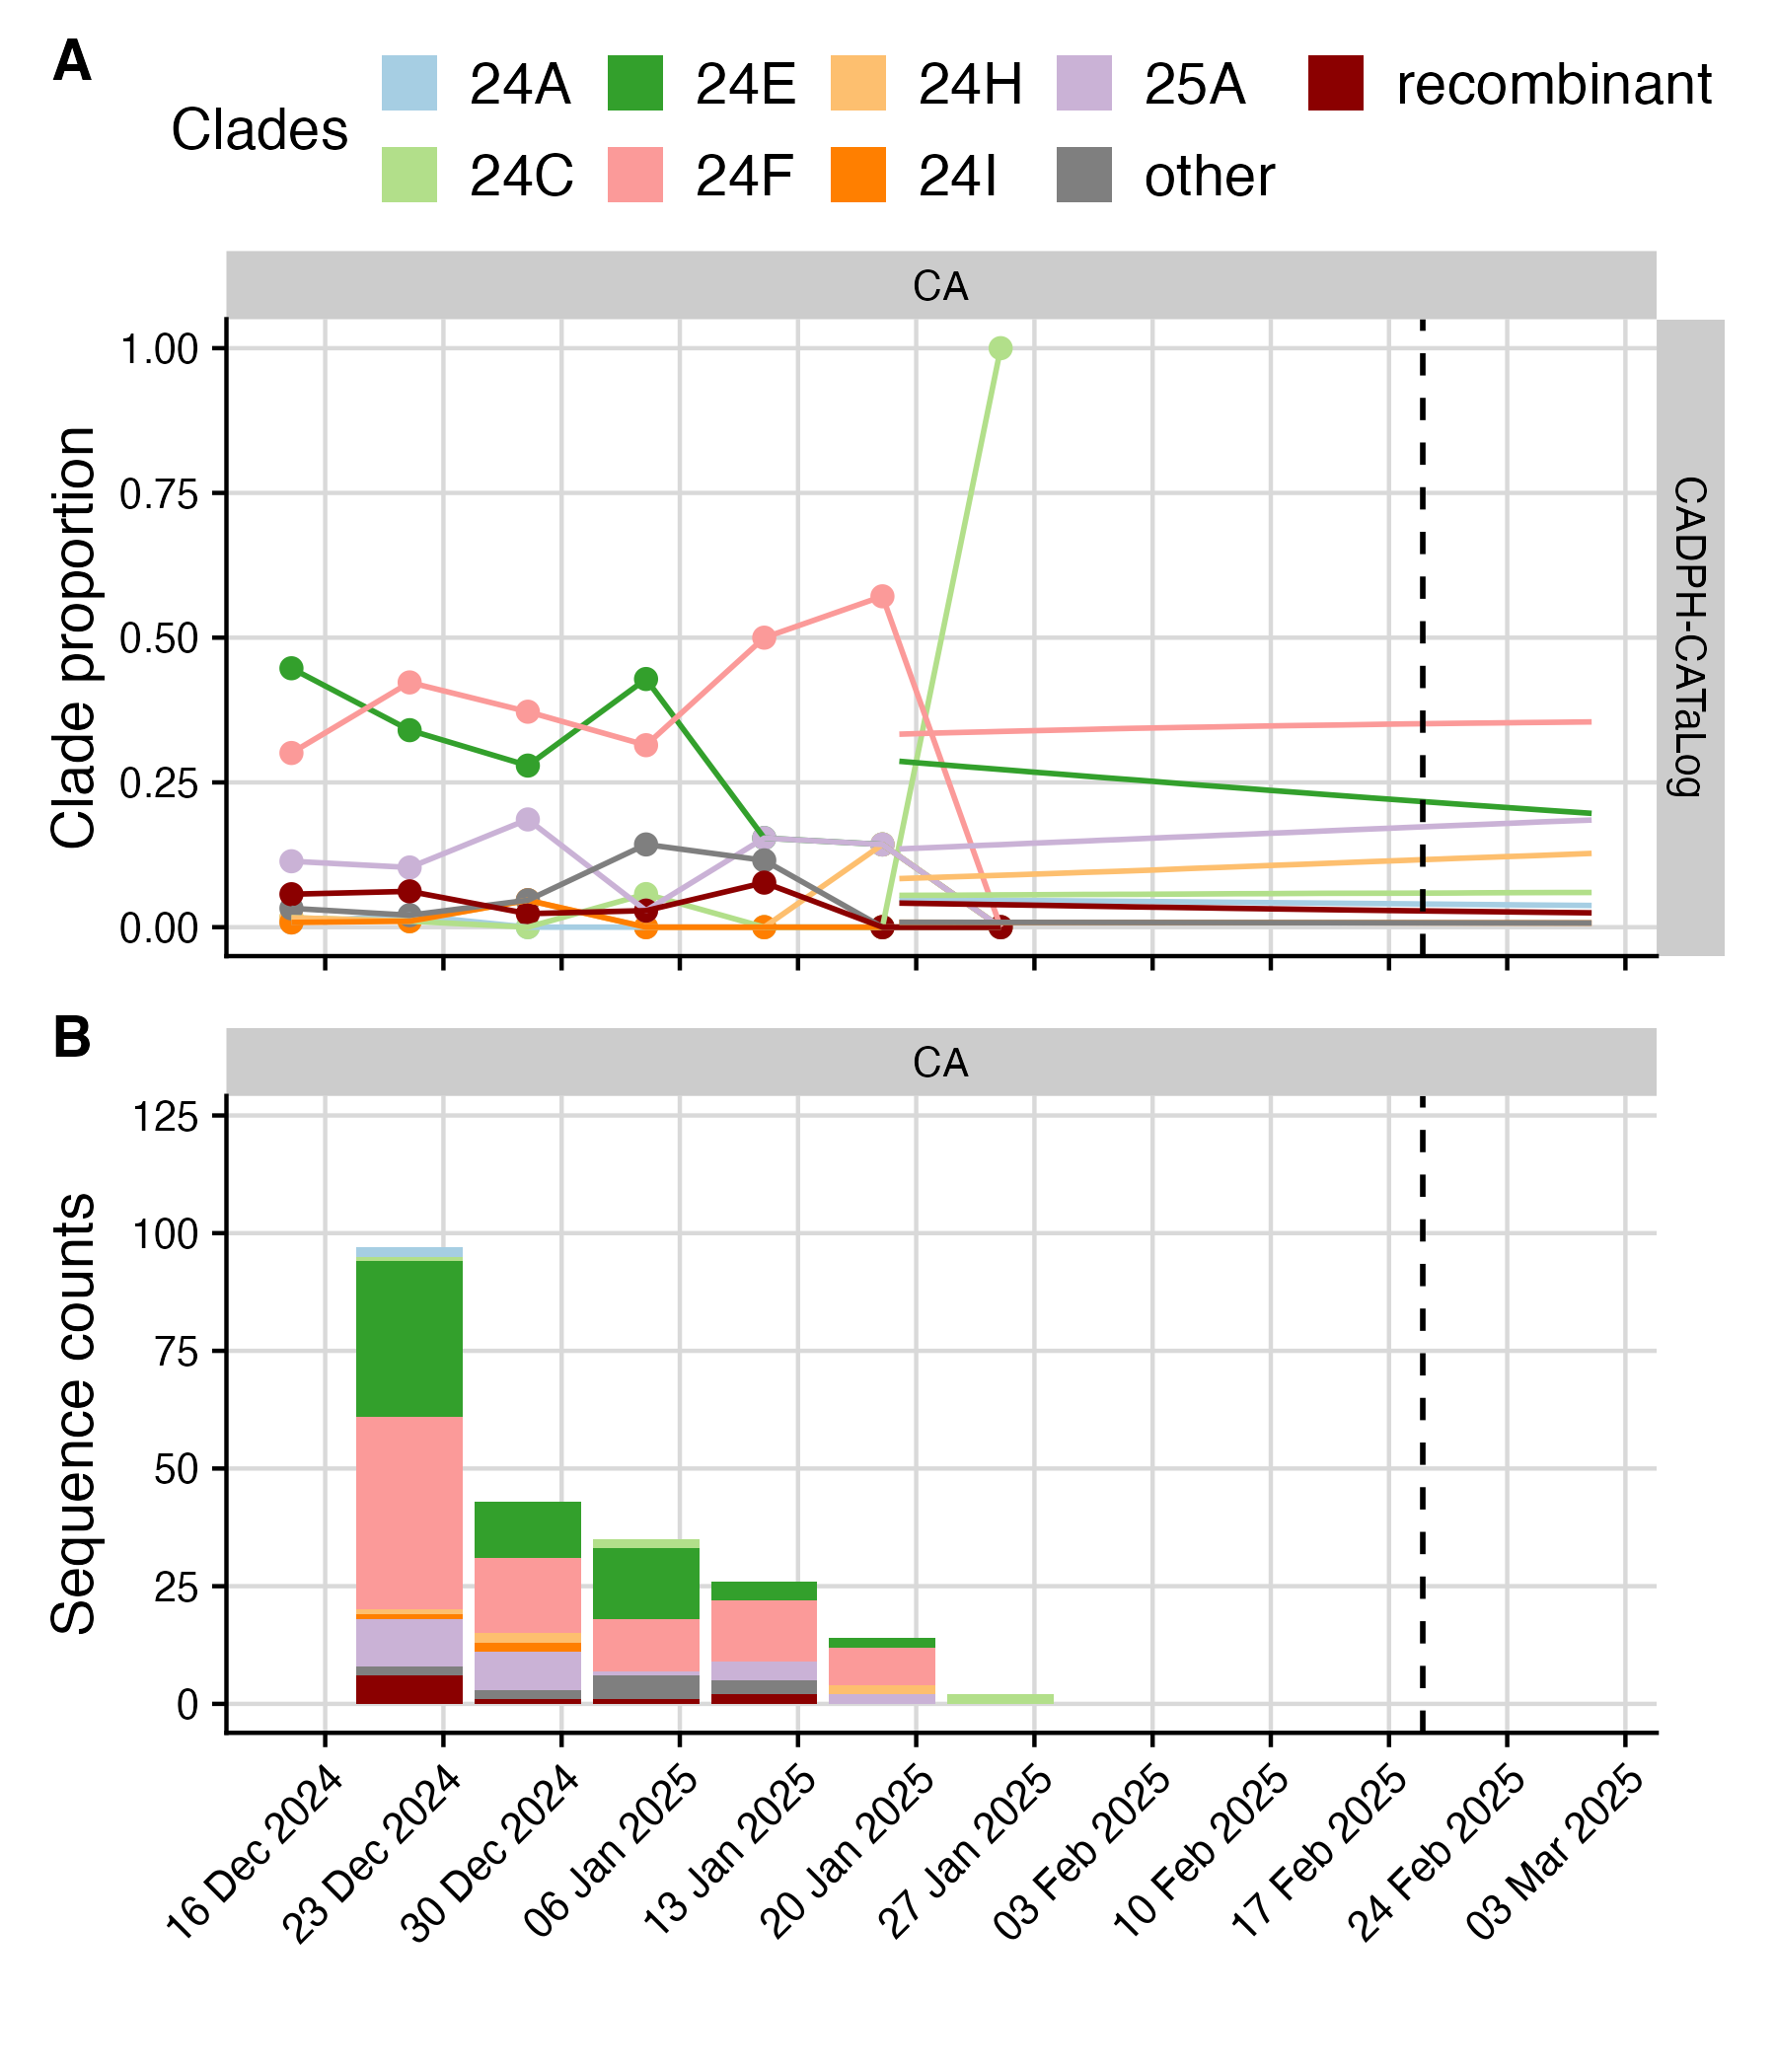 A
Clades
24A 24E 24H 25A recombinant
24C 24F 24I other
CA
Clade proportion
1.00
0.75
0.50
0.25
0.00
CADPH-CATaLog
B
CA
Sequence counts
125
100
75
50
25
0
16 Dec 2024
23 Dec 2024
30 Dec 2024
06 Jan 2025
13 Jan 2025
20 Jan 2025
27 Jan 2025
03 Feb 2025
10 Feb 2025
17 Feb 2025
24 Feb 2025
03 Mar 2025